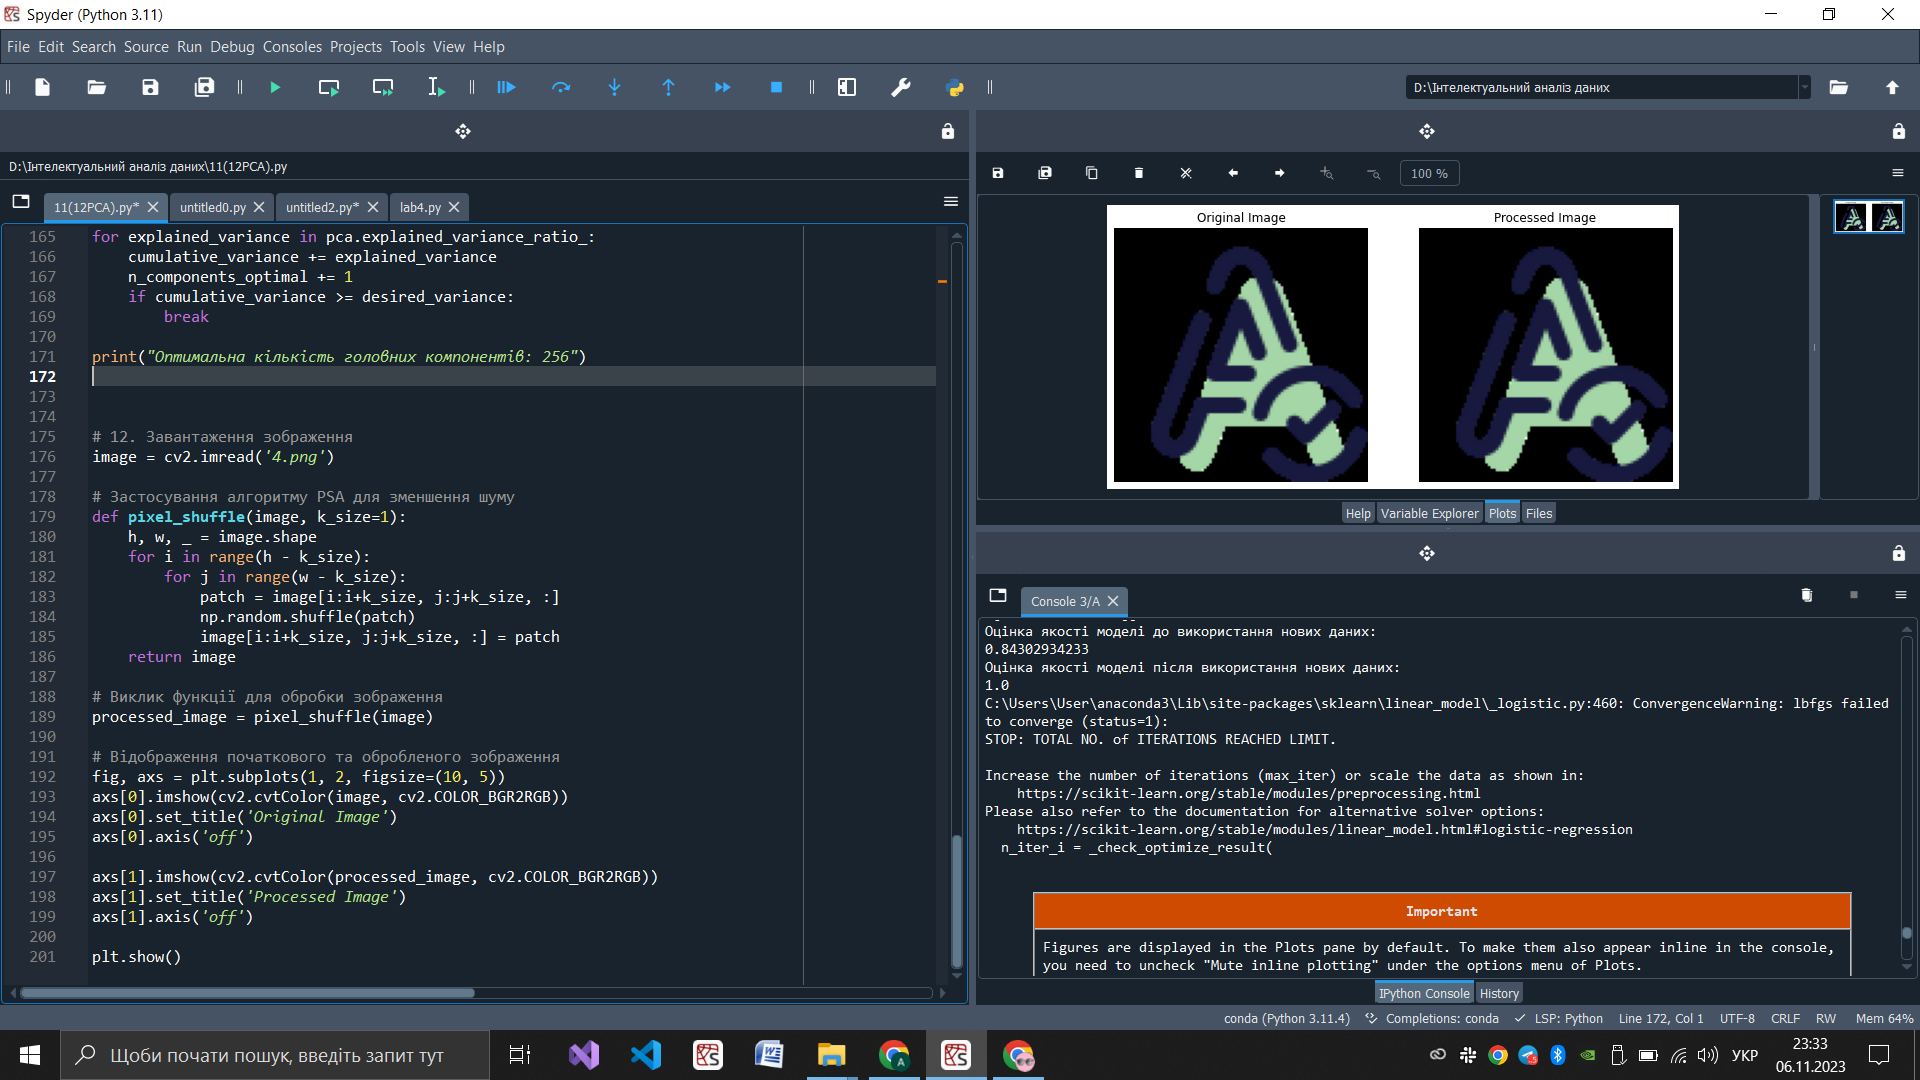 Spyder (Python 3.11)
File Edit Search Source Run Debug Consoles Projects Tools View Help
D:\Інтелектуальний аналіз даних
D:\Інтелектуальний аналіз даних\11(12PCA).py
11(12PCA).py* untitled0.py untitled2.py* lab4.py
165 for explained_variance in pca.explained_variance_ratio_:
166 cumulative_variance += explained_variance
167 n_components_optimal += 1
168 if cumulative_variance >= desired_variance:
169 break
170
171 print("Оптимальна кількість головних компонентів: 256")
172
173
174
175 # 12. Завантаження зображення
176 image = cv2.imread('4.png')
177
178 # Застосування алгоритму PSA для зменшення шуму
179 def pixel_shuffle(image, k_size=1):
180 h, w, _ = image.shape
181 for i in range(h - k_size):
182 for j in range(w - k_size):
183 patch = image[i:i+k_size, j:j+k_size, :]
184 np.random.shuffle(patch)
185 image[i:i+k_size, j:j+k_size, :] = patch
186 return image
187
188 # Виклик функції для обробки зображення
189 processed_image = pixel_shuffle(image)
190
191 # Відображення початкового та обробленого зображення
192 fig, axs = plt.subplots(1, 2, figsize=(10, 5))
193 axs[0].imshow(cv2.cvtColor(image, cv2.COLOR_BGR2RGB))
194 axs[0].set_title('Original Image')
195 axs[0].axis('off')
196
197 axs[1].imshow(cv2.cvtColor(processed_image, cv2.COLOR_BGR2RGB))
198 axs[1].set_title('Processed Image')
199 axs[1].axis('off')
200
201 plt.show()
100 %
Original Image Processed Image
Help Variable Explorer Plots Files
Console 3/A
Оцінка якості моделі до використання нових даних:
0.84302934233
Оцінка якості моделі після використання нових даних:
1.0
C:\Users\User\anaconda3\Lib\site-packages\sklearn\linear_model\_logistic.py:460: ConvergenceWarning: lbfgs failed
to converge (status=1):
STOP: TOTAL NO. of ITERATIONS REACHED LIMIT.
Increase the number of iterations (max_iter) or scale the data as shown in:
https://scikit-learn.org/stable/modules/preprocessing.html
Please also refer to the documentation for alternative solver options:
https://scikit-learn.org/stable/modules/linear_model.html#logistic-regression
n_iter_i = _check_optimize_result(
Important
Figures are displayed in the Plots pane by default. To make them also appear inline in the console,
you need to uncheck "Mute inline plotting" under the options menu of Plots.
IPython Console History
conda (Python 3.11.4) Completions: conda LSP: Python Line 172, Col 1 UTF-8 CRLF RW Mem 64%
Щоби почати пошук, введіть запит тут
УКР
23:33
06.11.2023